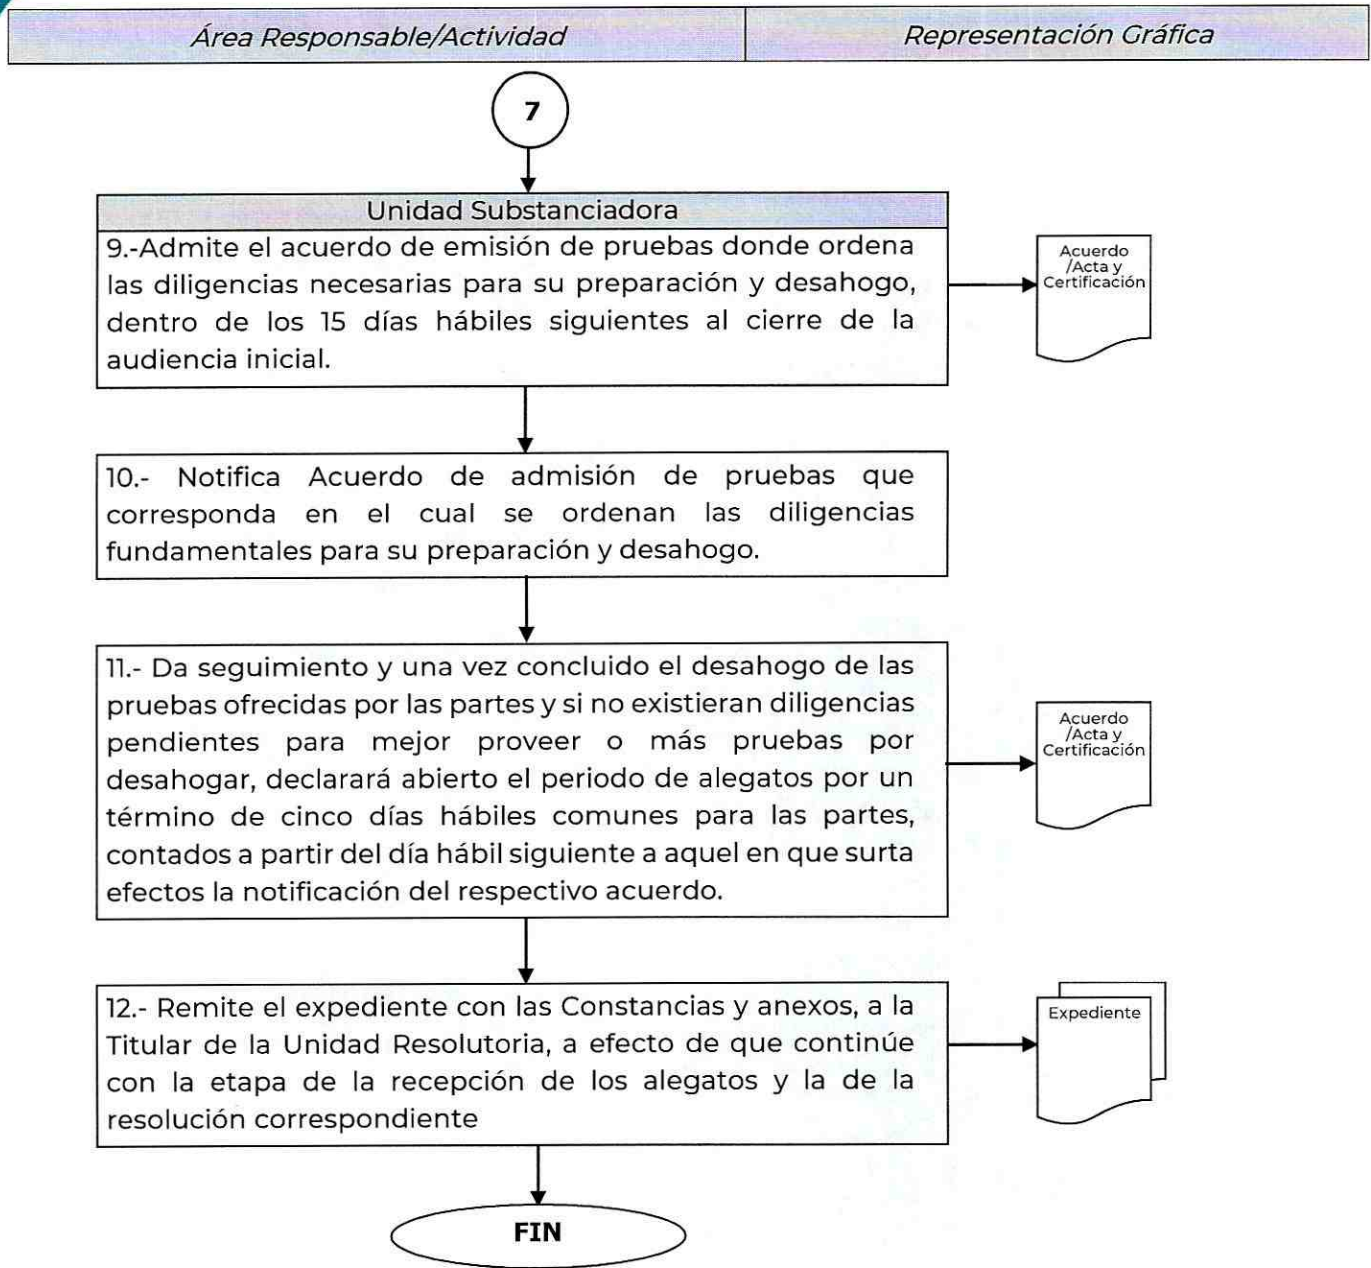 Área Responsable/Actividad
Representación Gráfica
7
Unidad Substanciadora
9.-Admite el acuerdo de emisión de pruebas donde ordena
las diligencias necesarias para su preparación y desahogo,
dentro de los 15 días hábiles siguientes al cierre de la
audiencia inicial.
Acuerdo
/Acta y
Certificación
10.- Notifica Acuerdo de admisión de pruebas que
corresponda en el cual se ordenan las diligencias
fundamentales para su preparación y desahogo.
11.- Da seguimiento y una vez concluido el desahogo de las
pruebas ofrecidas por las partes y si no existieran diligencias
pendientes para mejor proveer o más pruebas por
desahogar, declarará abierto el periodo de alegatos por un
término de cinco días hábiles comunes para las partes,
contados a partir del día hábil siguiente a aquel en que surta
efectos la notificación del respectivo acuerdo.
Acuerdo
/Acta y
Certificación
12.- Remite el expediente con las Constancias y anexos, a la
Titular de la Unidad Resolutoria, a efecto de que continúe
con la etapa de la recepción de los alegatos y la de la
resolución correspondiente
Expediente
FIN